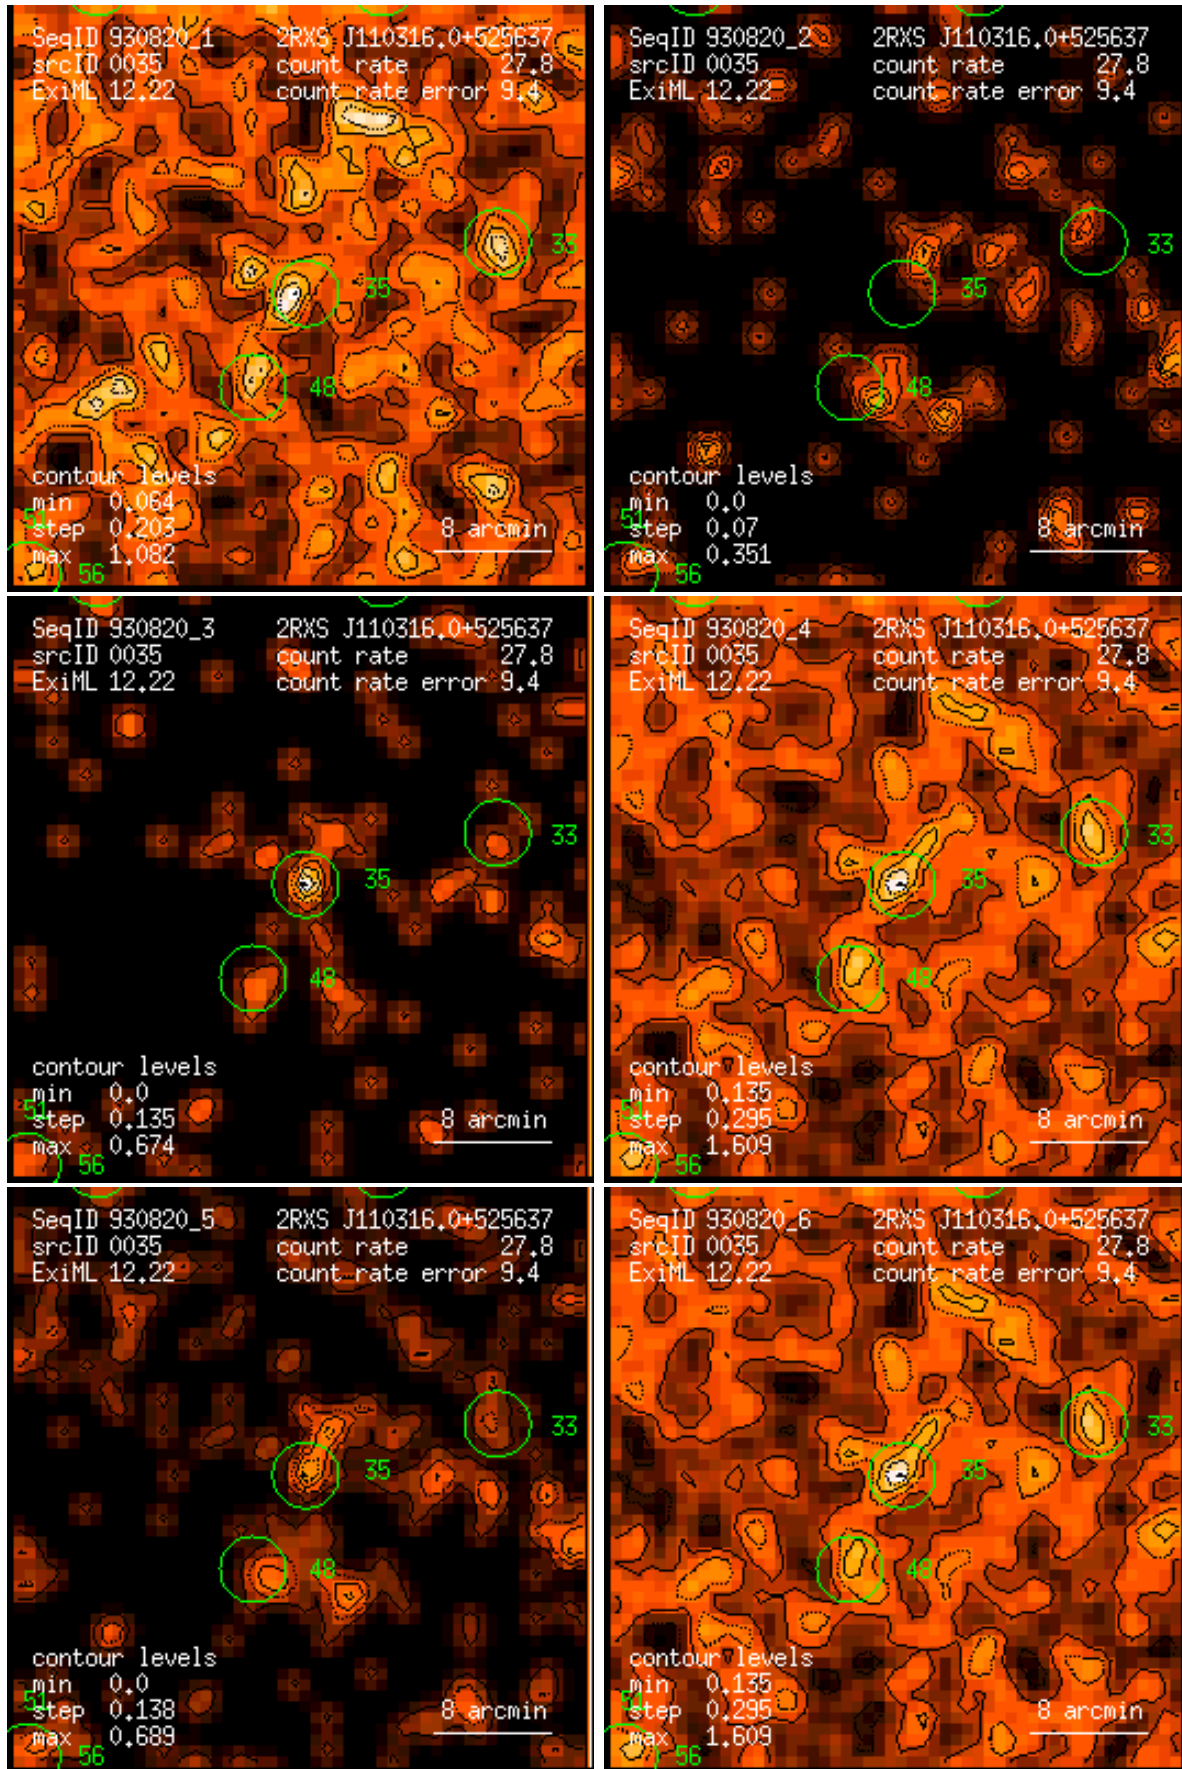 SeqID 930820_1 2RXS J110316.0+525637
srcID 0035 count rate 27.8
ExiML 12.22 count rate error 9.4
33
35
48
contour levels
min 0.064
51
step 0.203 8 arcmin
max 1.082
56
SeqID 930820_2 2RXS J110316.0+525637
srcID 0035 count rate 27.8
ExiML 12.22 count rate error 9.4
33
35
48
contour levels
min 0.0
51
step 0.07 8 arcmin
max 0.351
56
SeqID 930820_3 2RXS J110316.0+525637
srcID 0035 count rate 27.8
ExiML 12.22 count rate error 9.4
33
35
48
contour levels
min 0.0
51
step 0.135 8 arcmin
max 0.674
56
SeqID 930820_4 2RXS J110316.0+525637
srcID 0035 count rate 27.8
ExiML 12.22 count rate error 9.4
33
35
48
contour levels
min 0.135
51
step 0.295 8 arcmin
max 1.609
56
SeqID 930820_5 2RXS J110316.0+525637
srcID 0035 count rate 27.8
ExiML 12.22 count rate error 9.4
33
35
48
contour levels
min 0.0
51
step 0.138 8 arcmin
max 0.689
56
SeqID 930820_6 2RXS J110316.0+525637
srcID 0035 count rate 27.8
ExiML 12.22 count rate error 9.4
33
35
48
contour levels
min 0.135
51
step 0.295 8 arcmin
max 1.609
56